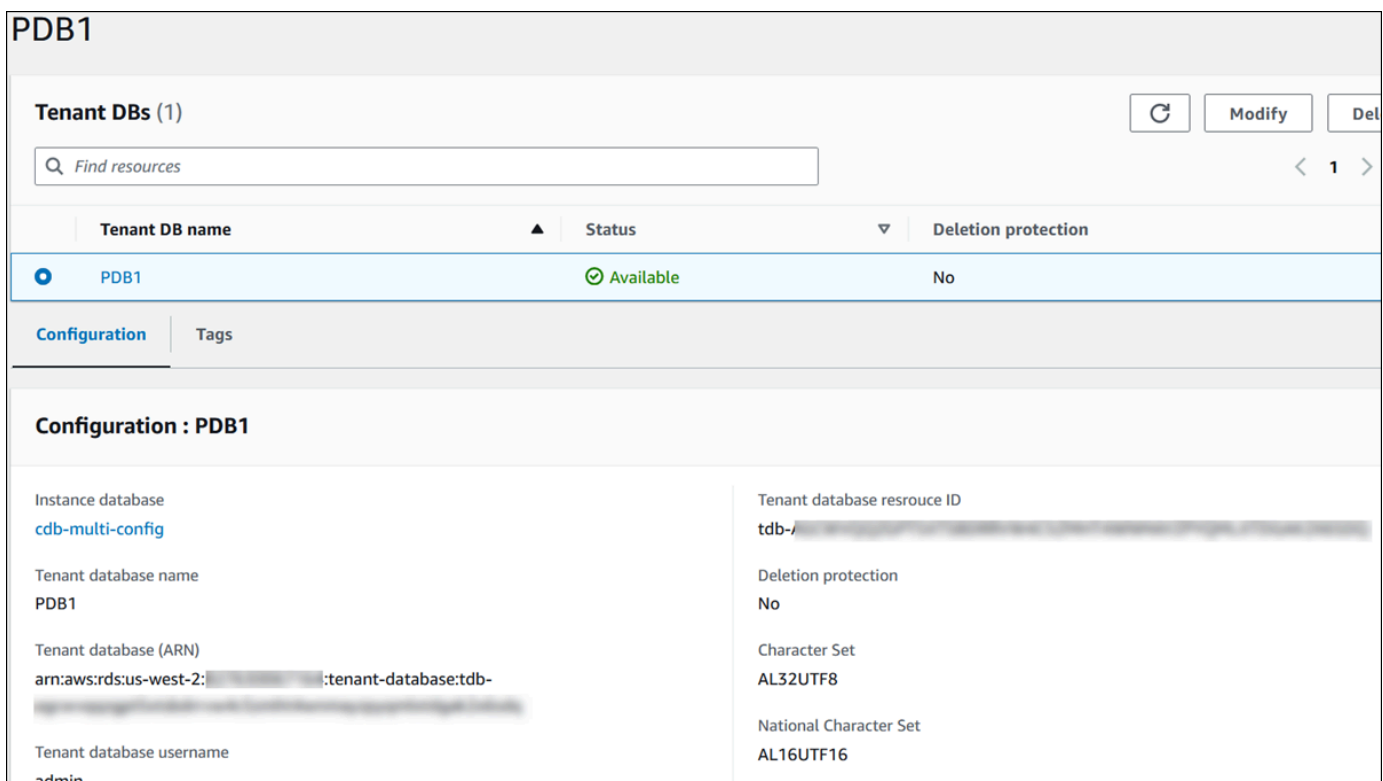 PDB1
Tenant DBs (1)
Modify
Del
Find resources
1
Tenant DB name
Status
Deletion protection
PDB1
Available
No
Configuration
Tags
Configuration : PDB1
Instance database
cdb-multi-config
Tenant database name
PDB1
Tenant database (ARN)
arn:aws:rds:us-west-2: :tenant-database:tdb-
Tenant database username
admin
Tenant database resrouce ID
tdb-
Deletion protection
No
Character Set
AL32UTF8
National Character Set
AL16UTF16